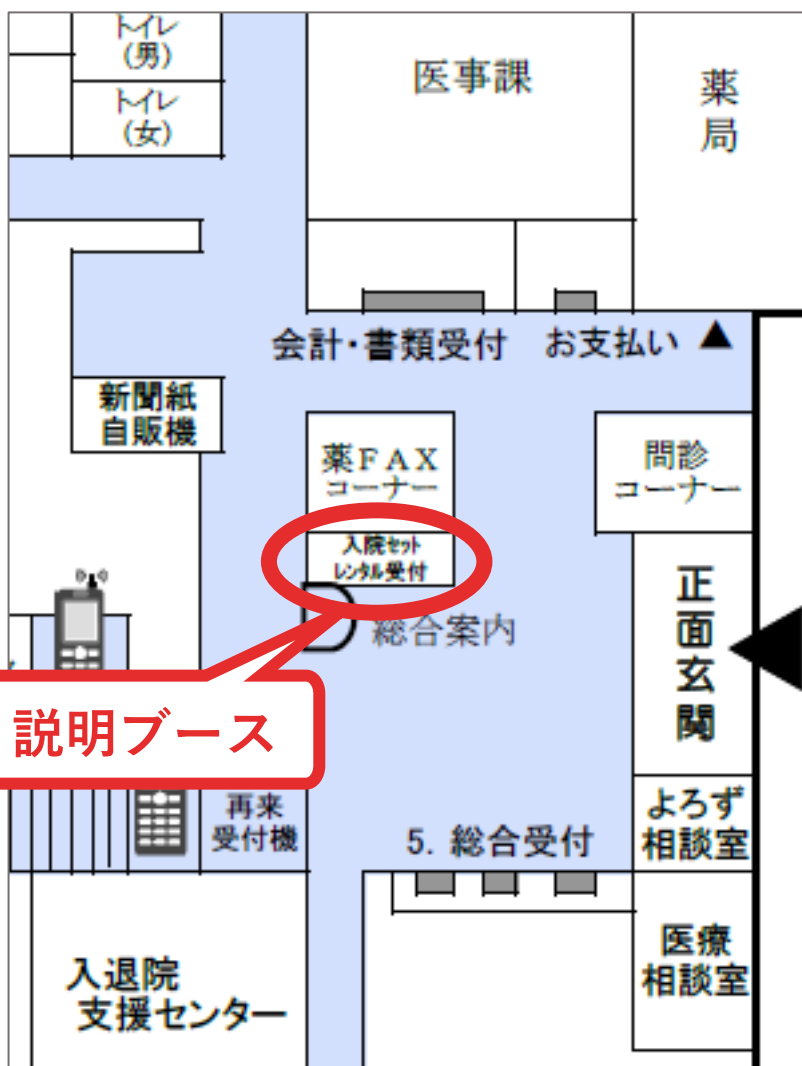 トイレ
(男)
トイレ
(女)
医事課
薬
局
会計・書類受付
お支払い ▲
新聞紙
自販機
薬ＦＡＸ
コーナー
問診
コーナー
入院セット
レンタル受付
総合案内
正
面
玄
関
説明ブース
再来
受付機
5. 総合受付
よろず
相談室
入退院
支援センター
医療
相談室